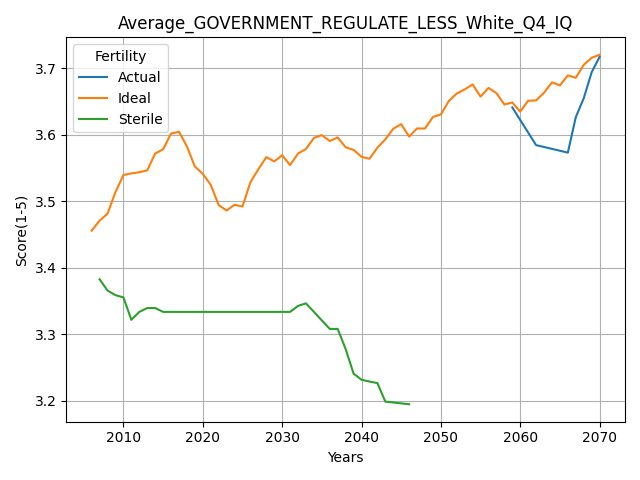 Average_GOVERNMENT_REGULATE_LESS_White_Q4_IQ
Fertility
Actual
Ideal
Sterile
Score(1-5)
3.7
3.6
3.5
3.4
3.3
3.2
2010 2020 2030 2040 2050 2060 2070
Years